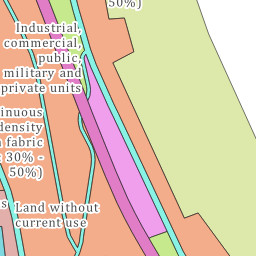 50%)
Industrial,
commercial,
public,
military and
private units
inuous
density
fabric
30% -
50%)
Land without
current use